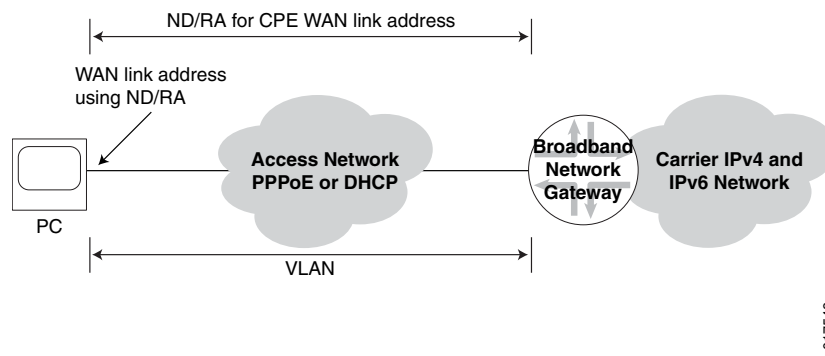 ND/RA for CPE WAN link address
WAN link address
using ND/RA
Access Network
PPPoE or DHCP
Broadband
Network
Gateway
Carrier IPv4 and
IPv6 Network
PC
VLAN